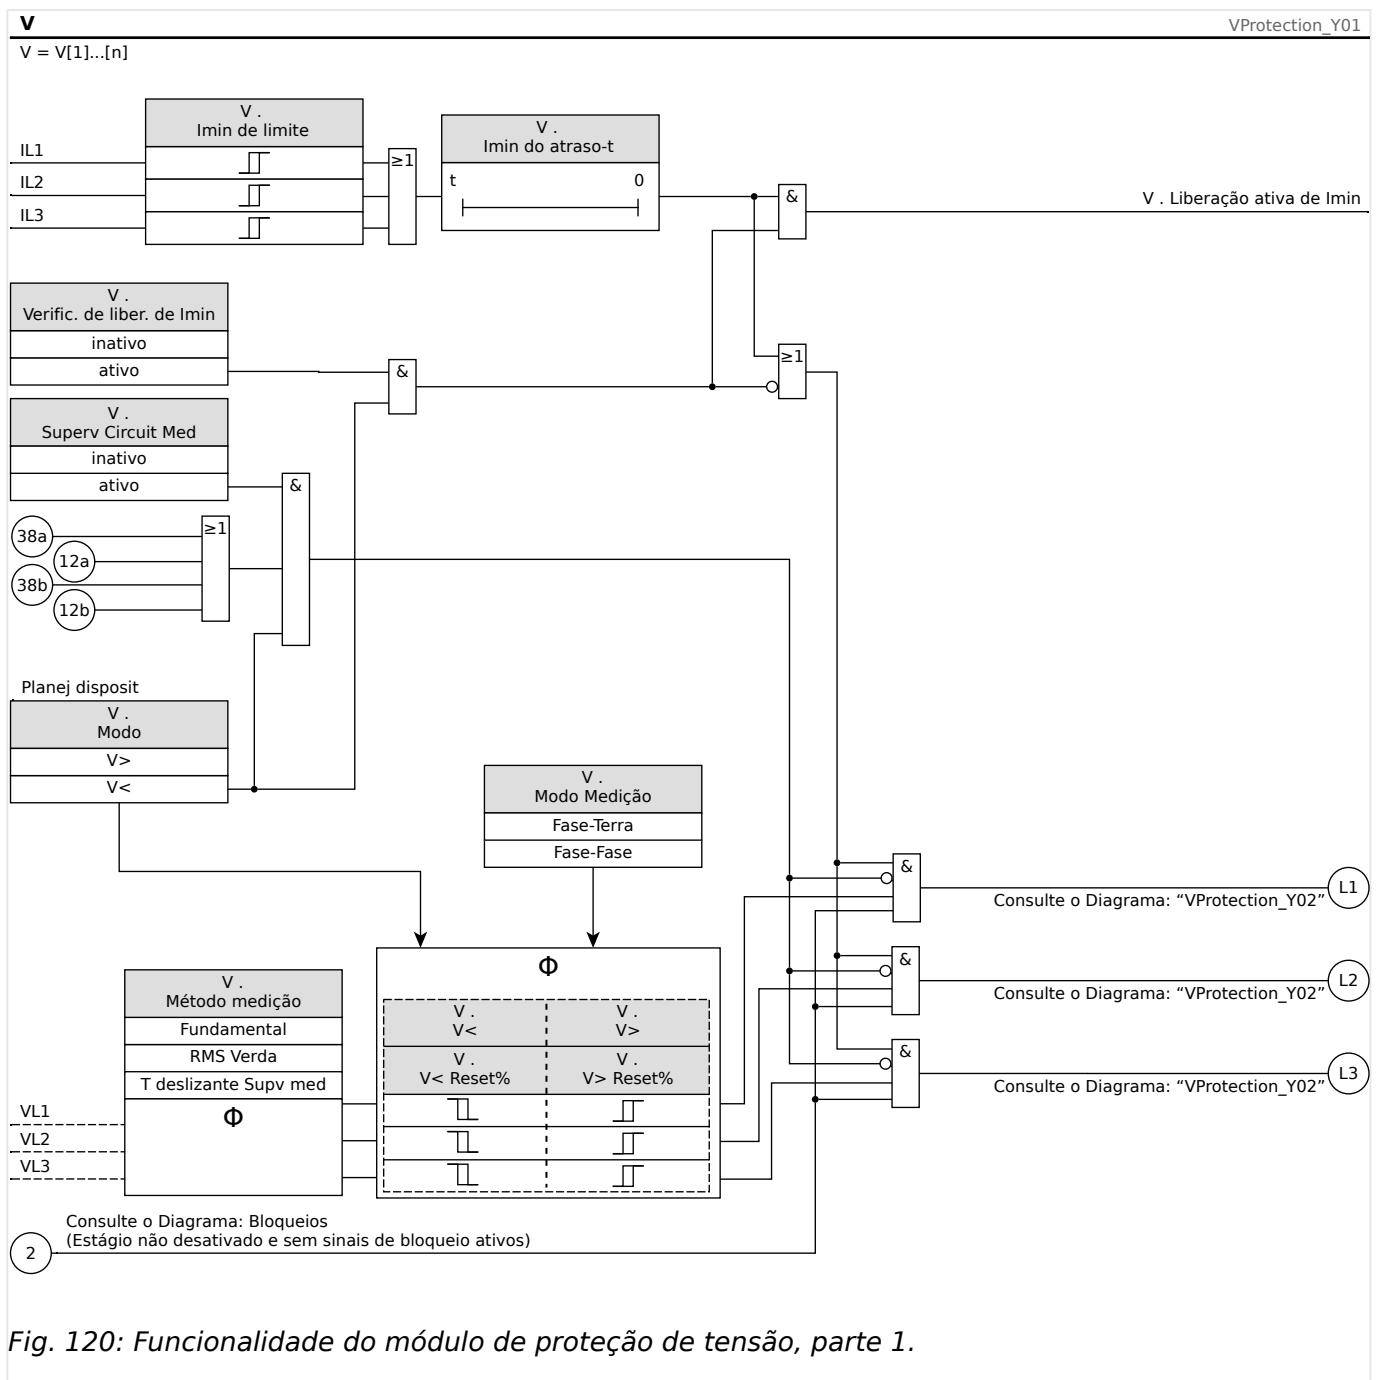 V
VProtection_Y01
V = V[1]...[n]
V .
Imin de limite
IL1
IL2
IL3
≥1
V .
Imin do atraso-t
t
0
&
V . Liberação ativa de Imin
V .
Verific. de liber. de Imin
inativo
ativo
&
≥1
V .
Superv Circuit Med
inativo
ativo
&
38a
12a
38b
12b
≥1
Planej disposit
V .
Modo
V>
V<
V .
Modo Medição
Fase-Terra
Fase-Fase
&
L1
Consulte o Diagrama: “VProtection_Y02”
&
L2
Consulte o Diagrama: “VProtection_Y02”
&
L3
Consulte o Diagrama: “VProtection_Y02”
V .
Método medição
Fundamental
RMS Verda
T deslizante Supv med
Φ
VL1
VL2
VL3
Φ
V .
V<
V .
V>
V .
V< Reset%
V .
V> Reset%
Consulte o Diagrama: Bloqueios
(Estágio não desativado e sem sinais de bloqueio ativos)
2
Fig. 120: Funcionalidade do módulo de proteção de tensão, parte 1.